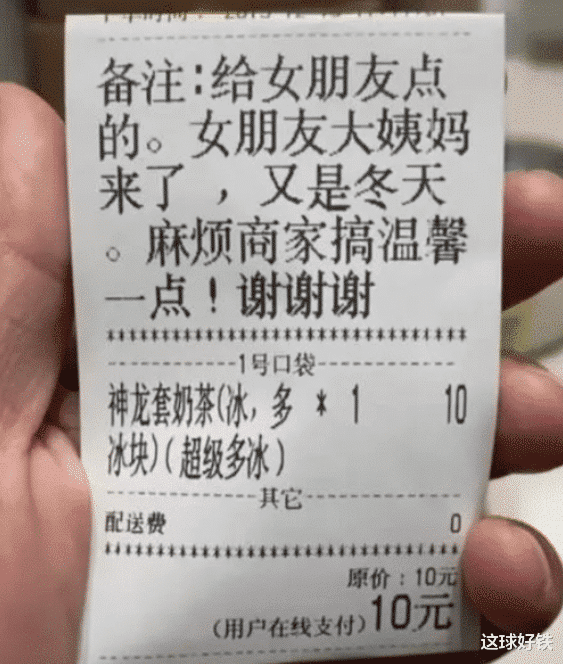 备注:给女朋友点
的。女朋友大姨妈
来了，又是冬天
。麻烦商家搞温馨
一点！谢谢谢
***********************************
--------------1号口袋--------------
神龙套奶茶(冰，多 * 1 10
冰块)(超级多冰)
--------------其它--------------
配送费 0
***********************************
原价：10元
(用户在线支付)10元
这球好铁